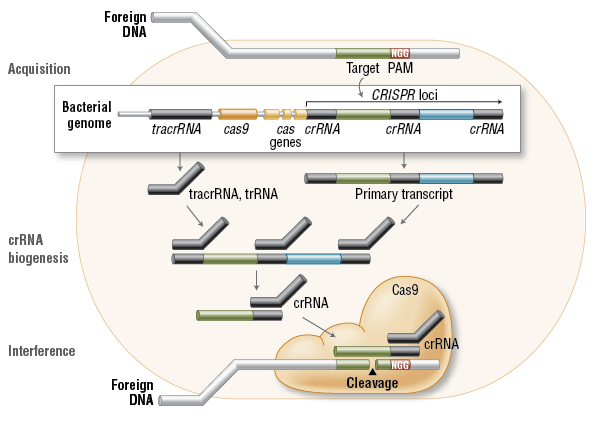 Foreign
DNA
NGG
Target PAM
Acquisition
CRISPR loci
Bacterial
genome
tracrRNA cas9 cas
genes crRNA crRNA crRNA
tracrRNA, trRNA
Primary transcript
crRNA
biogenesis
crRNA
Cas9
crRNA
Interference
NGG
Cleavage
Foreign
DNA